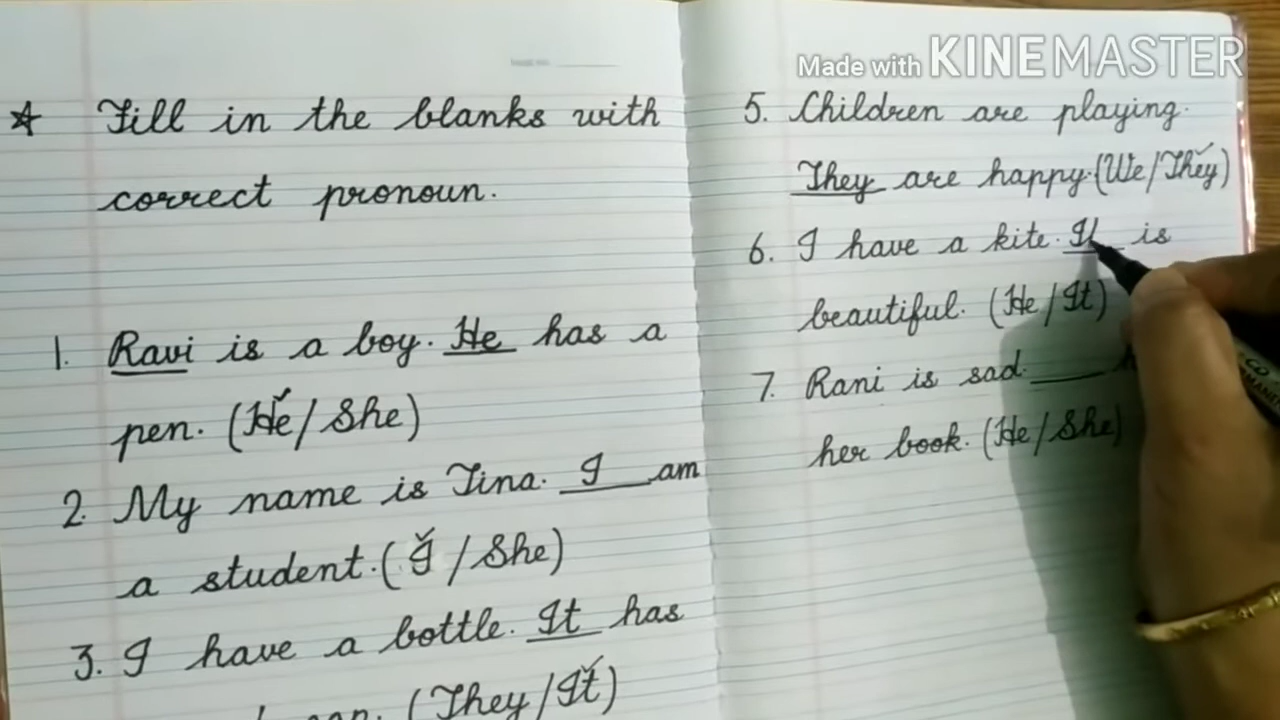 Made with KINEMASTER
☆ Fill in the blanks with
correct pronoun.
1. Ravi is a boy. He has a
pen. (He/She)
2. My name is Tina. I am
a student. (I/She)
3. I have a bottle. It has
(They/It)
5. Children are playing.
They are happy. (We/They)
6. I have a kite. It is
beautiful. (He/It)
7. Rani is sad. ____
her book. (He/She)